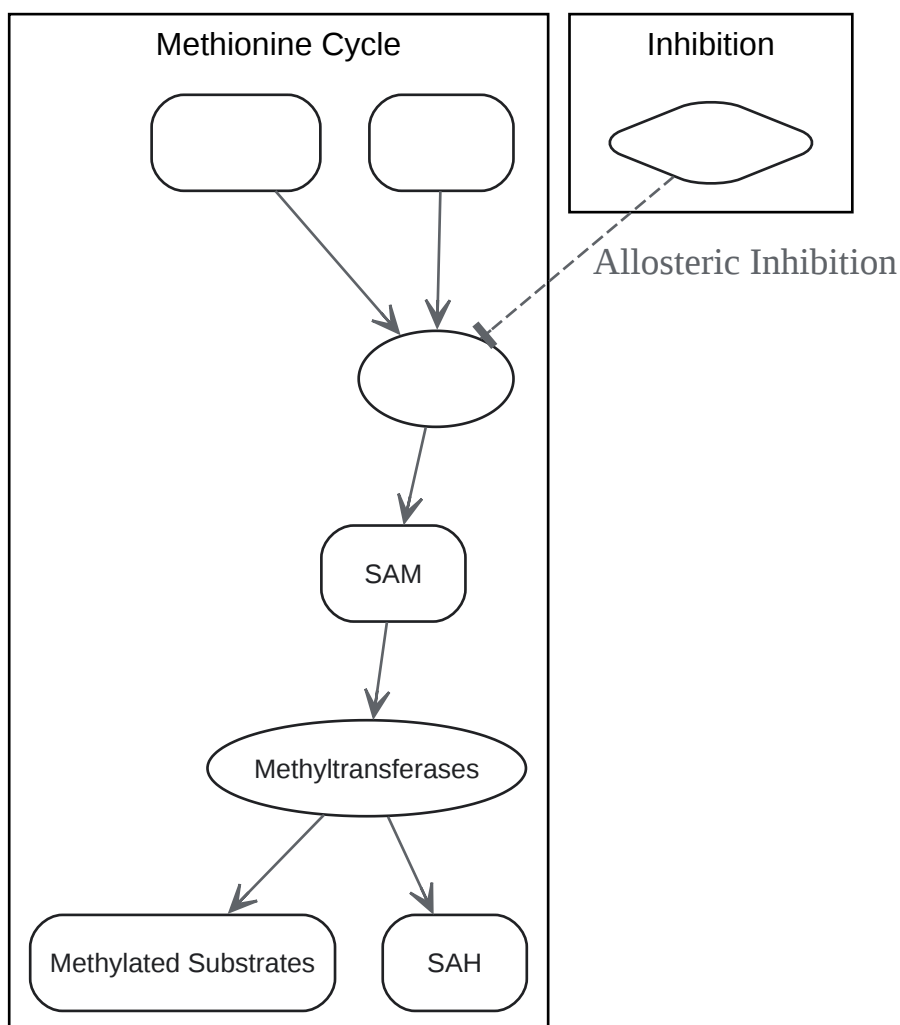 Methionine Cycle
Inhibition
Allosteric Inhibition
SAM
Methyltransferases
Methylated Substrates
SAH